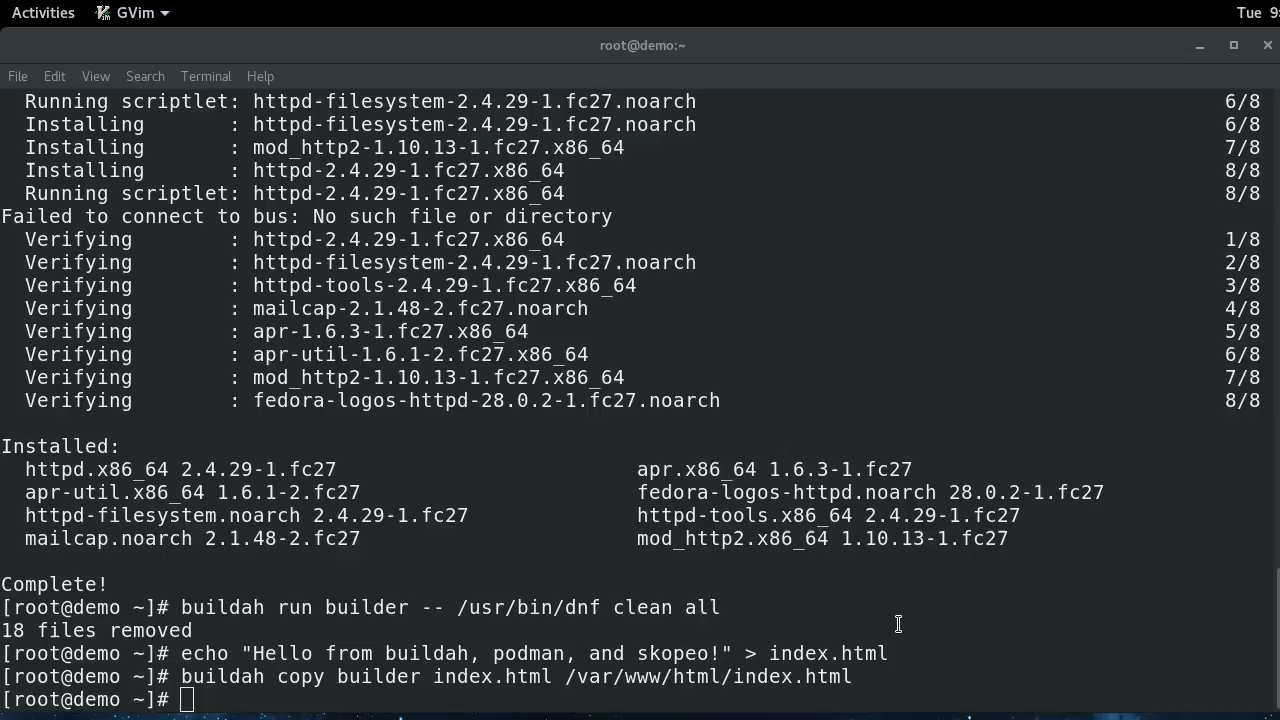 Activities GVim Tue 9:
root@demo:~
File Edit View Search Terminal Help
  Running scriptlet: httpd-filesystem-2.4.29-1.fc27.noarch 6/8
  Installing       : httpd-filesystem-2.4.29-1.fc27.noarch 6/8
  Installing       : mod_http2-1.10.13-1.fc27.x86_64 7/8
  Installing       : httpd-2.4.29-1.fc27.x86_64 8/8
  Running scriptlet: httpd-2.4.29-1.fc27.x86_64 8/8
Failed to connect to bus: No such file or directory
  Verifying        : httpd-2.4.29-1.fc27.x86_64 1/8
  Verifying        : httpd-filesystem-2.4.29-1.fc27.noarch 2/8
  Verifying        : httpd-tools-2.4.29-1.fc27.x86_64 3/8
  Verifying        : mailcap-2.1.48-2.fc27.noarch 4/8
  Verifying        : apr-1.6.3-1.fc27.x86_64 5/8
  Verifying        : apr-util-1.6.1-2.fc27.x86_64 6/8
  Verifying        : mod_http2-1.10.13-1.fc27.x86_64 7/8
  Verifying        : fedora-logos-httpd-28.0.2-1.fc27.noarch 8/8
Installed:
  httpd.x86_64 2.4.29-1.fc27 apr.x86_64 1.6.3-1.fc27
  apr-util.x86_64 1.6.1-2.fc27 fedora-logos-httpd.noarch 28.0.2-1.fc27
  httpd-filesystem.noarch 2.4.29-1.fc27 httpd-tools.x86_64 2.4.29-1.fc27
  mailcap.noarch 2.1.48-2.fc27 mod_http2.x86_64 1.10.13-1.fc27
Complete!
[root@demo ~]# buildah run builder -- /usr/bin/dnf clean all
18 files removed
[root@demo ~]# echo "Hello from buildah, podman, and skopeo!" > index.html
[root@demo ~]# buildah copy builder index.html /var/www/html/index.html
[root@demo ~]#